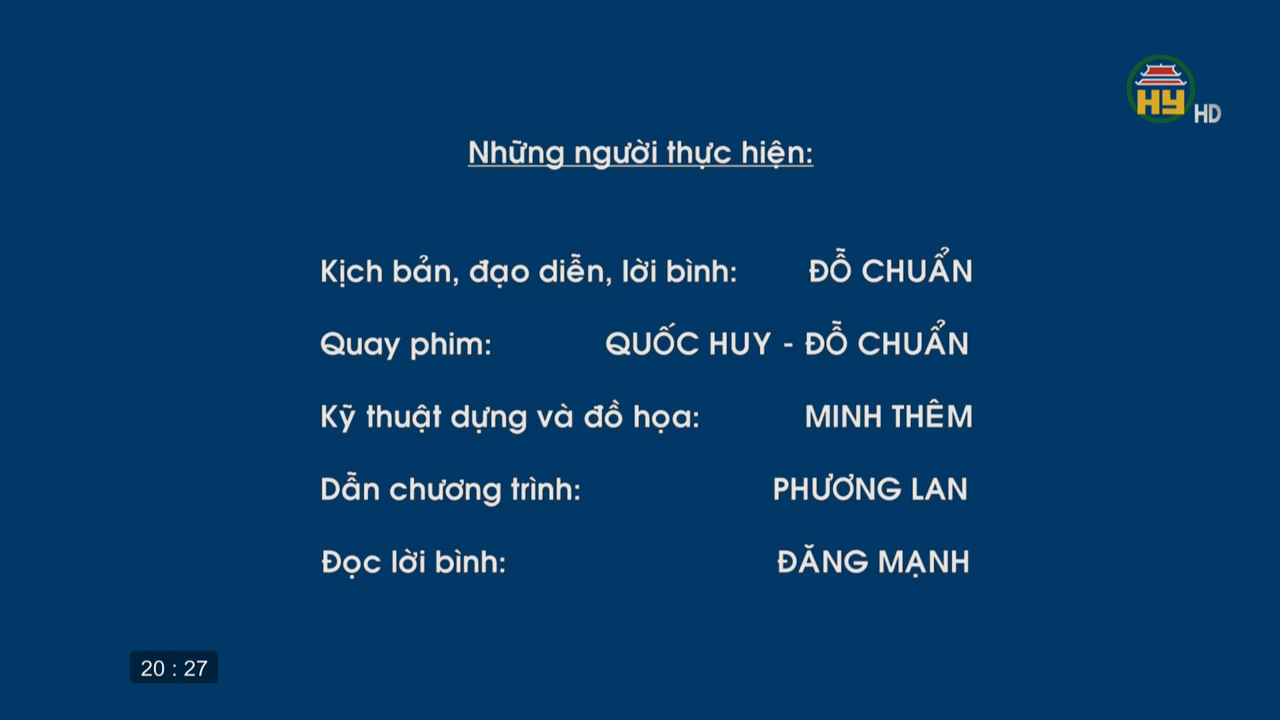 HY HD
Những người thực hiện:
Kịch bản, đạo diễn, lời bình: ĐỖ CHUẨN
Quay phim: QUỐC HUY - ĐỖ CHUẨN
Kỹ thuật dựng và đồ họa: MINH THÊM
Dẫn chương trình: PHƯƠNG LAN
Đọc lời bình: ĐĂNG MẠNH
20 : 27